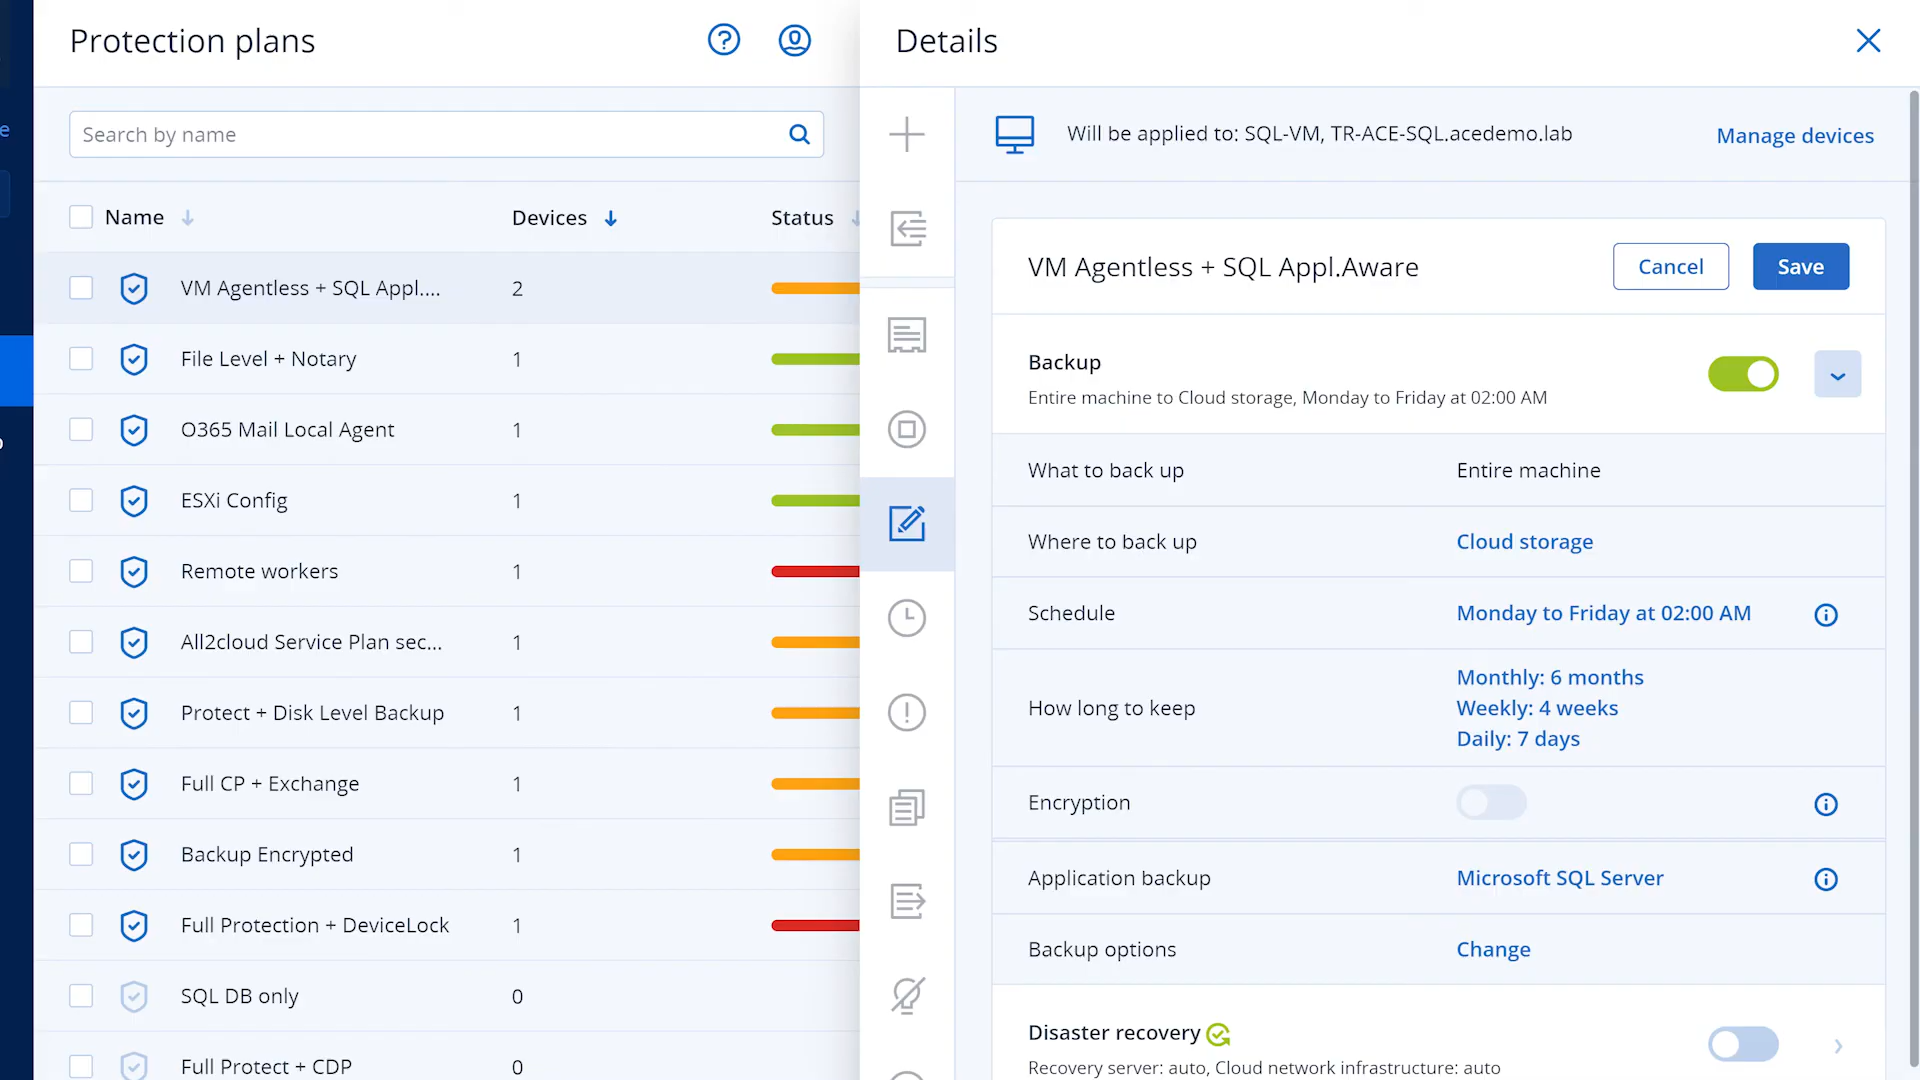 Protection plans
Details
Search by name
Will be applied to: SQL-VM, TR-ACE-SQL.acedemo.lab
Manage devices
Name
Devices
Status
VM Agentless + SQL Appl....
2
File Level + Notary
1
O365 Mail Local Agent
1
ESXi Config
1
Remote workers
1
All2cloud Service Plan sec...
1
Protect + Disk Level Backup
1
Full CP + Exchange
1
Backup Encrypted
1
Full Protection + DeviceLock
1
SQL DB only
0
Full Protect + CDP
0
VM Agentless + SQL Appl.Aware
Cancel
Save
Backup
Entire machine to Cloud storage, Monday to Friday at 02:00 AM
What to back up
Entire machine
Where to back up
Cloud storage
Schedule
Monday to Friday at 02:00 AM
How long to keep
Monthly: 6 months
Weekly: 4 weeks
Daily: 7 days
Encryption
Application backup
Microsoft SQL Server
Backup options
Change
Disaster recovery
Recovery server: auto, Cloud network infrastructure: auto